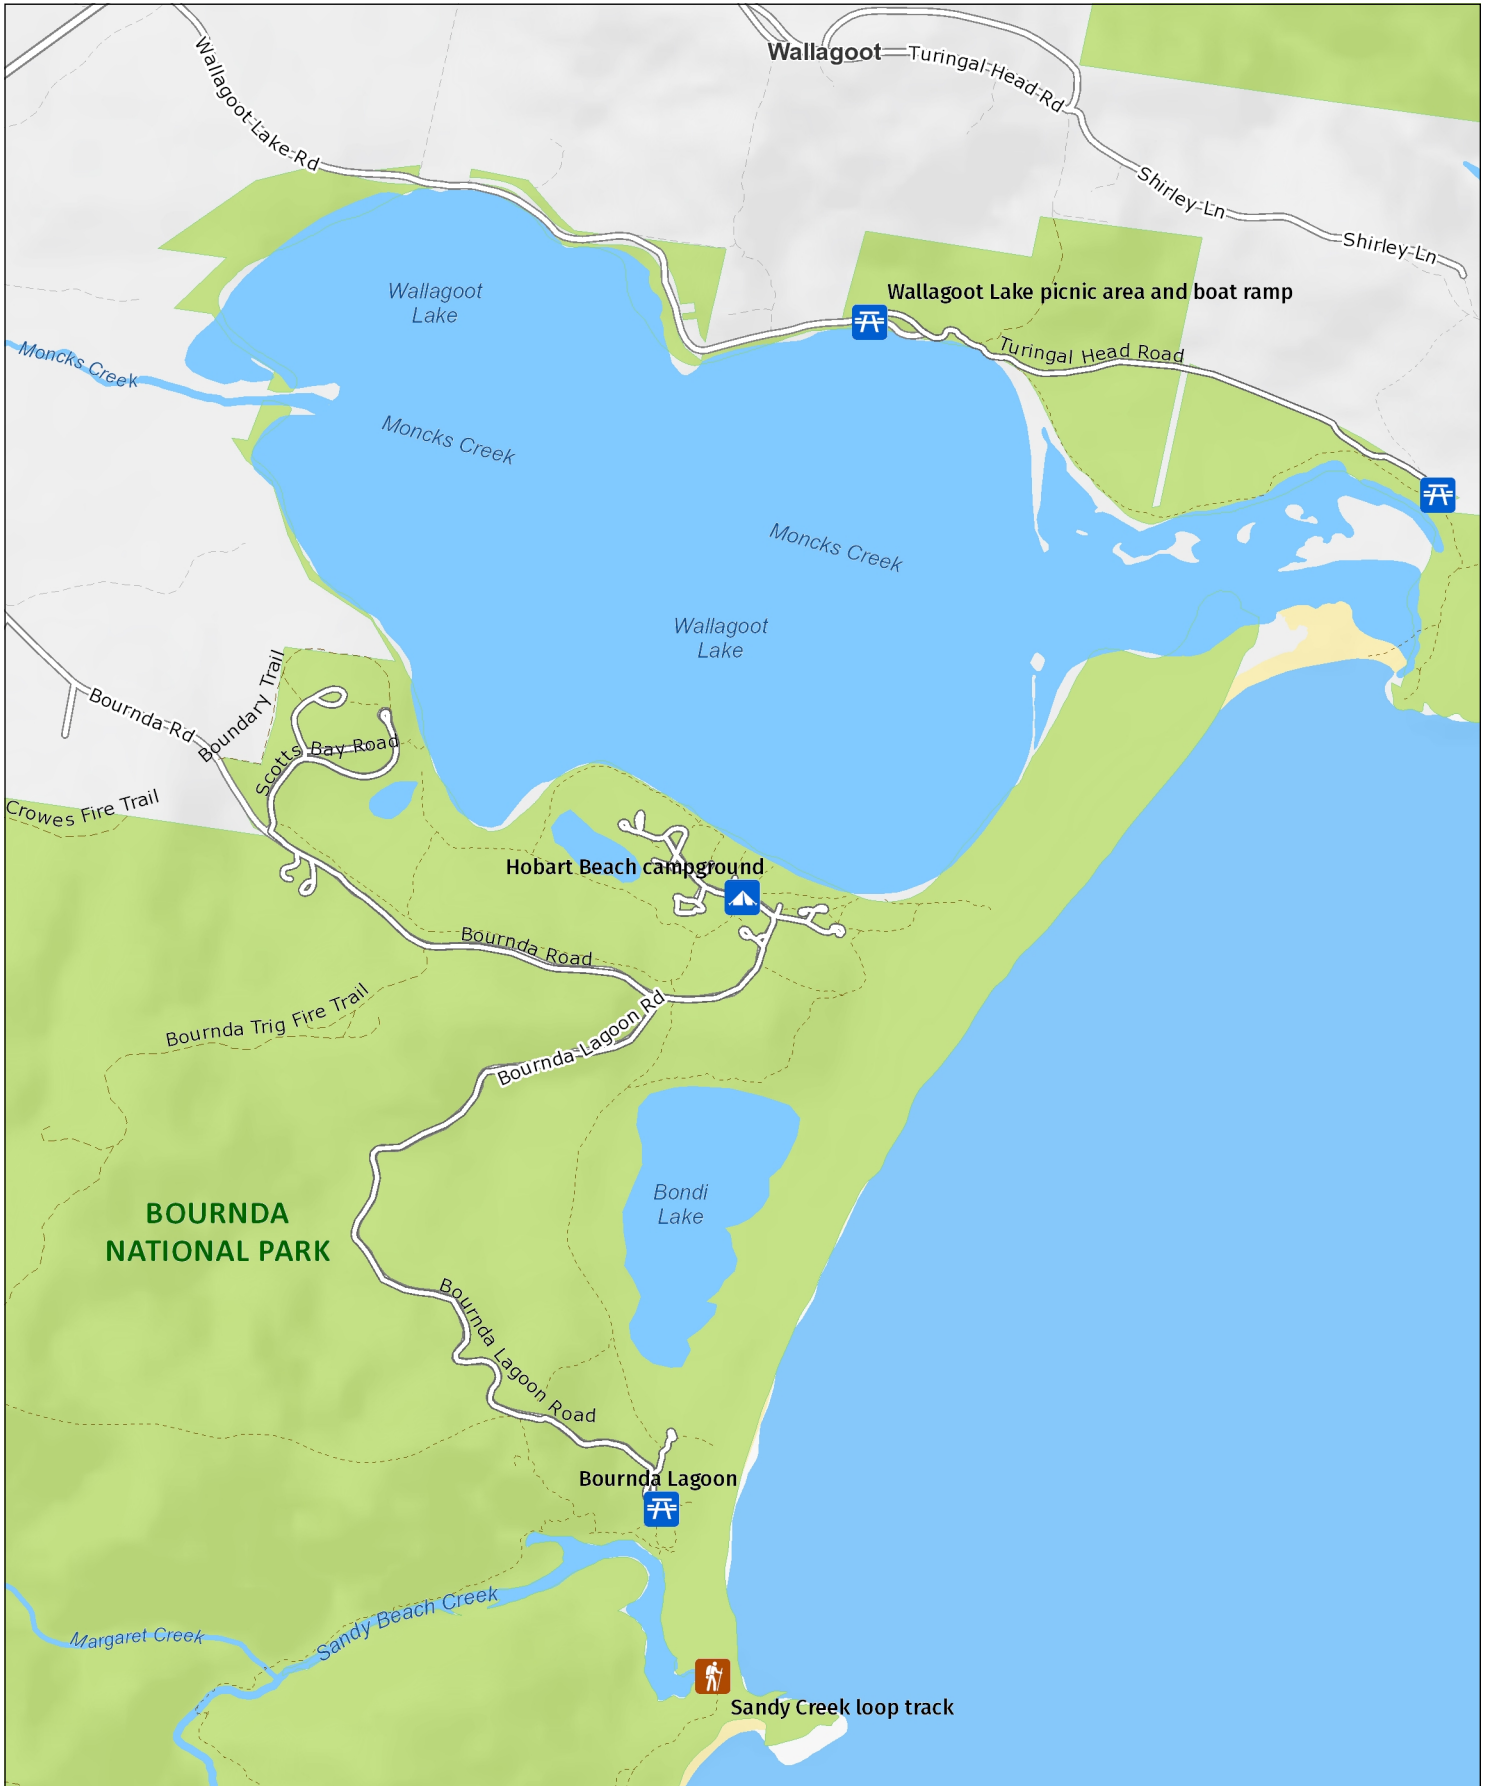 Wallagoot
Turingal Head Rd
Wallagoot Lake Rd
Shirley Ln
Shirley Ln
Wallagoot
Lake
Wallagoot Lake picnic area and boat ramp
Turingal Head Road
Moncks Creek
Moncks Creek
Moncks Creek
Wallagoot
Lake
Boundary Trail
Bournda Rd
Scotts Bay Road
Crowes Fire Trail
Hobart Beach campground
Bournda Road
Bournda Trig Fire Trail
Bournda Lagoon Rd
Bondi
Lake
BOURNDA
NATIONAL PARK
Bournda Lagoon Road
Bournda Lagoon
Sandy Beach Creek
Margaret Creek
Sandy Creek loop track